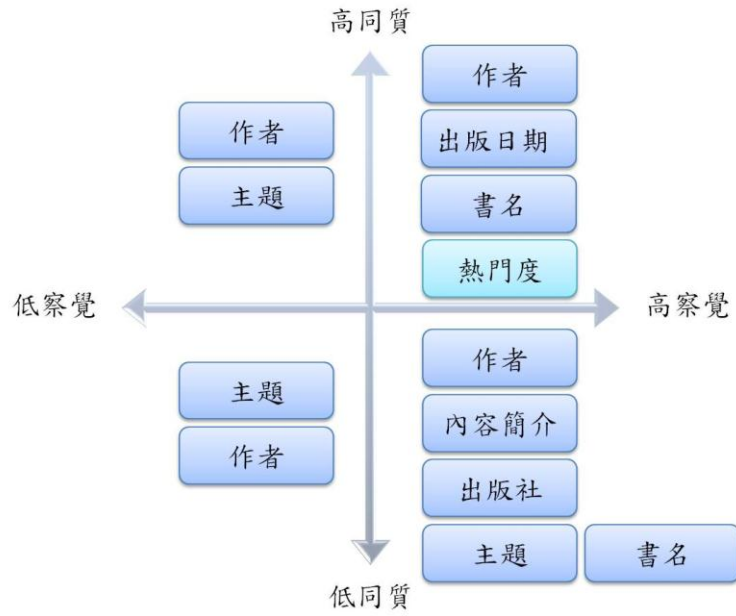 高同質
作者
出版日期
書名
熱門度
作者
主題
低察覺
高察覺
主題
作者
作者
內容簡介
出版社
主題
書名
低同質